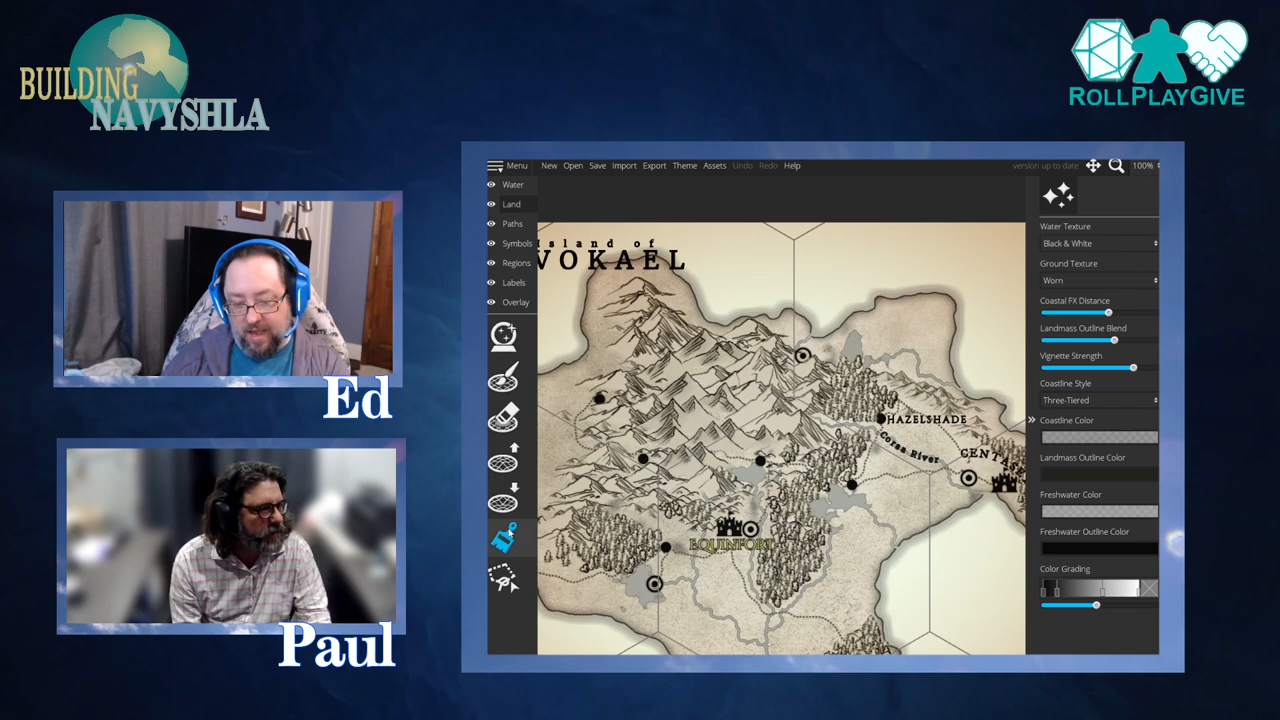 BUILDING
NAVYSHLA
ROLLPLAYGIVE
Ed
Paul
Menu New Open Save Import Export Theme Assets Undo Redo Help version up to date 100%
Water
Land
Paths
Symbols
Regions
Labels
Overlay
Island of
VOKAEL
HAZELSHADE
Coras River
CENT
EQUINFORT
Water Texture
Black & White
Ground Texture
Worn
Coastal FX Distance
Landmass Outline Blend
Vignette Strength
Coastline Style
Three-Tiered
Coastline Color
Landmass Outline Color
Freshwater Color
Freshwater Outline Color
Color Grading